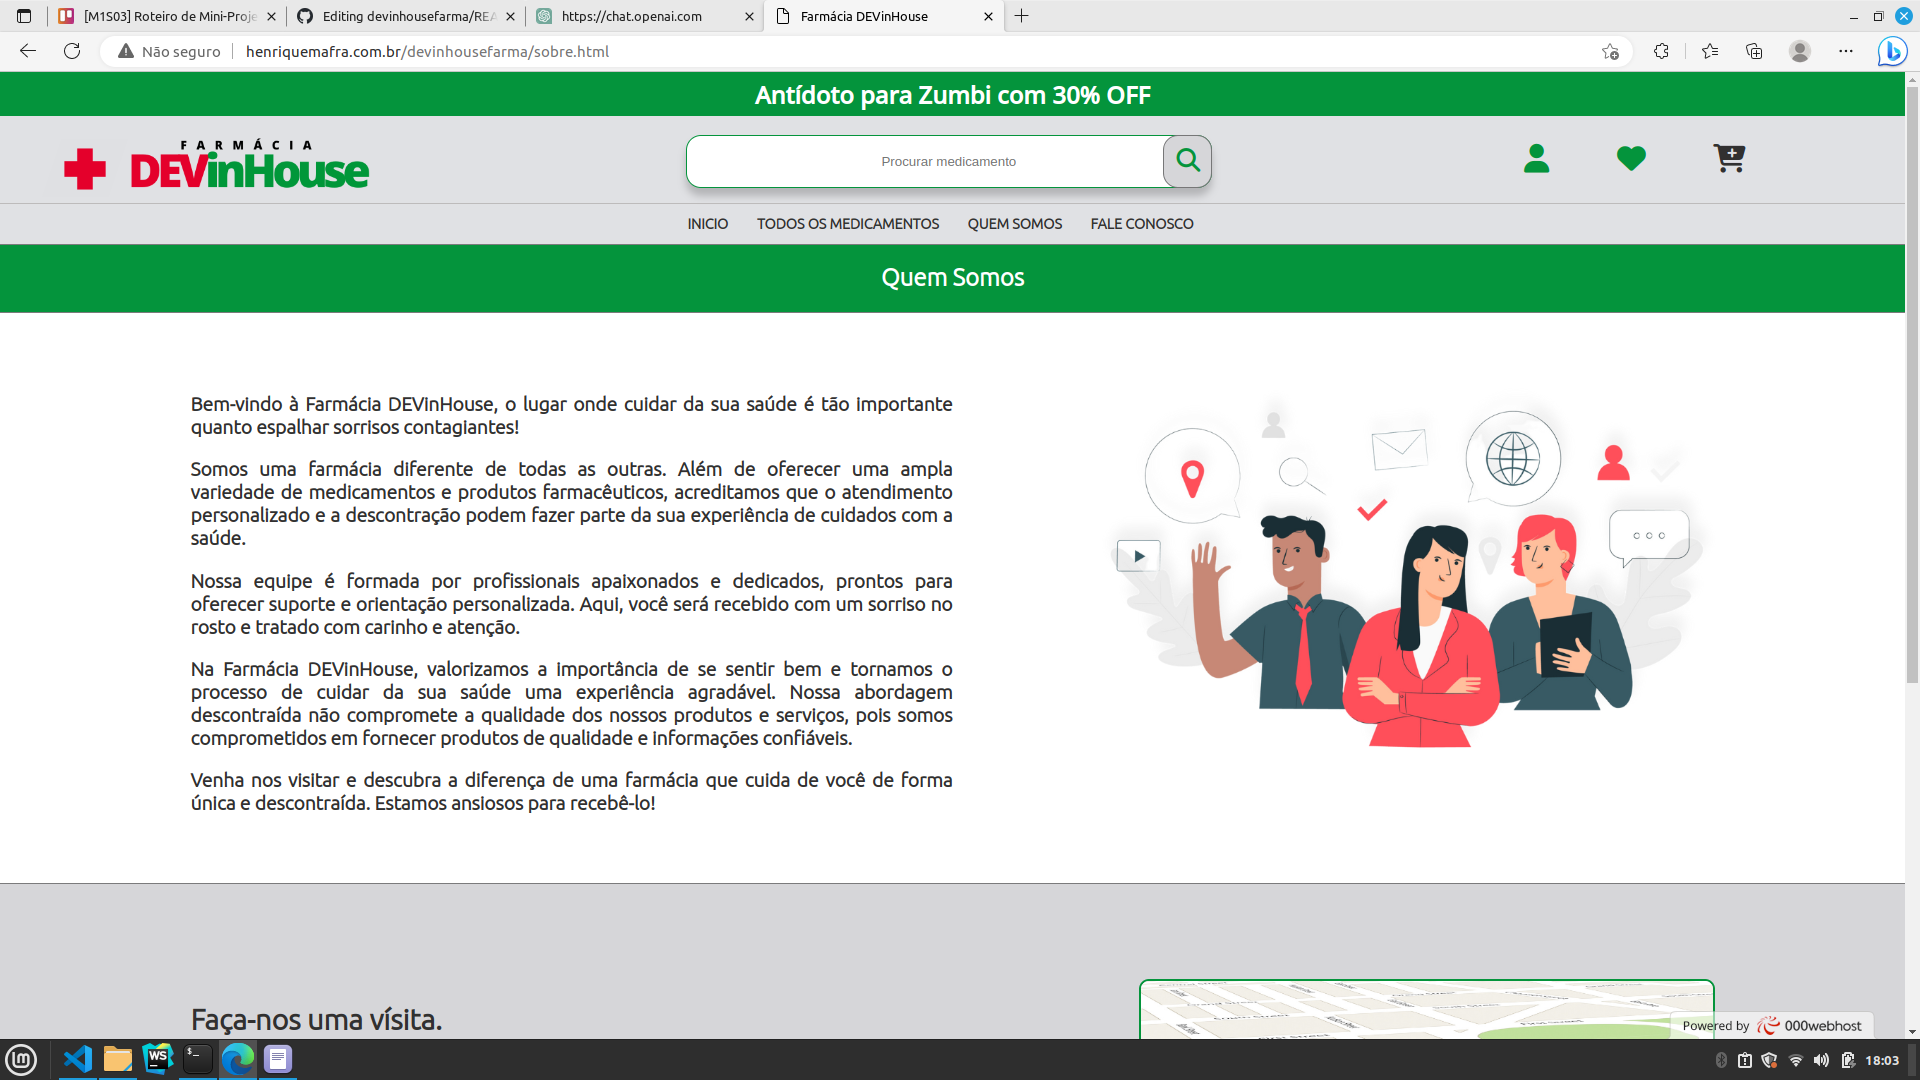 [M1S03] Roteiro de Mini-Proje
Editing devinhousefarma/REA
https://chat.openai.com
Farmácia DEVinHouse
Não seguro
henriquemafra.com.br/devinhousefarma/sobre.html
Antídoto para Zumbi com 30% OFF
FARMÁCIA
DEVinHouse
Procurar medicamento
INICIO TODOS OS MEDICAMENTOS QUEM SOMOS FALE CONOSCO
Quem Somos
Bem-vindo à Farmácia DEVinHouse, o lugar onde cuidar da sua saúde é tão importante
quanto espalhar sorrisos contagiantes!
Somos uma farmácia diferente de todas as outras. Além de oferecer uma ampla
variedade de medicamentos e produtos farmacêuticos, acreditamos que o atendimento
personalizado e a descontração podem fazer parte da sua experiência de cuidados com a
saúde.
Nossa equipe é formada por profissionais apaixonados e dedicados, prontos para
oferecer suporte e orientação personalizada. Aqui, você será recebido com um sorriso no
rosto e tratado com carinho e atenção.
Na Farmácia DEVinHouse, valorizamos a importância de se sentir bem e tornamos o
processo de cuidar da sua saúde uma experiência agradável. Nossa abordagem
descontraída não compromete a qualidade dos nossos produtos e serviços, pois somos
comprometidos em fornecer produtos de qualidade e informações confiáveis.
Venha nos visitar e descubra a diferença de uma farmácia que cuida de você de forma
única e descontraída. Estamos ansiosos para recebê-lo!
Faça-nos uma vísita.
Powered by 000webhost
WS
18:03